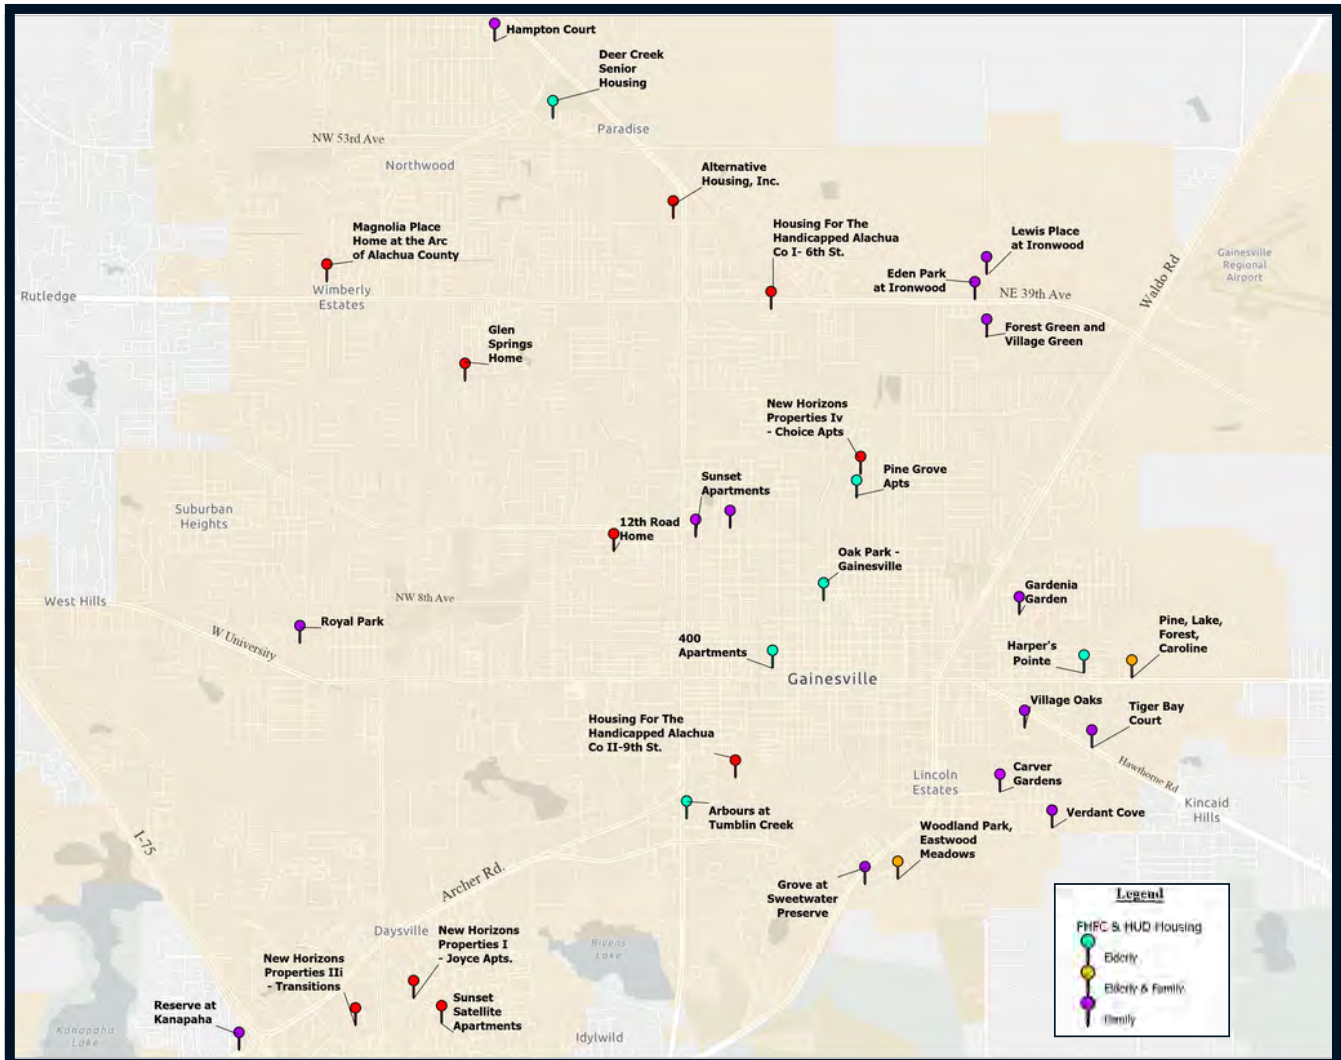 Hampton Court
Deer Creek
Senior
Housing
Paradise
NW 53rd Ave
Northwood
Alternative
Housing, Inc.
Magnolia Place
Home at the Arc
of Alachua County
Housing For The
Handicapped Alachua
Co I- 6th St.
Lewis Place
at Ironwood
Eden Park
at Ironwood
Waldo Rd
Gainesville
Regional
Airport
Rutledge
Wimberly
Estates
NE 39th Ave
Glen
Springs
Home
Forest Green and
Village Green
New Horizons
Properties Iv
- Choice Apts
Pine Grove
Apts
Sunset
Apartments
Suburban
Heights
12th Road
Home
Oak Park -
Gainesville
Gardenia
Garden
West Hills
NW 8th Ave
Royal Park
W University
400
Apartments
Harper's
Pointe
Pine, Lake,
Forest,
Caroline
Gainesville
Village Oaks
Tiger Bay
Court
Housing For The
Handicapped Alachua
Co II-9th St.
Hawthorne Rd
Lincoln
Estates
Carver
Gardens
Kincaid
Hills
Verdant Cove
Arbours at
Tumblin Creek
Woodland Park,
Eastwood
Meadows
I-75
Archer Rd.
Grove at
Sweetwater
Preserve
Daysville
New Horizons
Properties I
- Joyce Apts.
Bivens
Lake
New Horizons
Properties IIi
- Transitions
Sunset
Satellite
Apartments
Reserve at
Kanapaha
Kanapaha
Lake
Idylwild
Legend
FHFC & HUD Housing
Elderly
Elderly & Family
Family